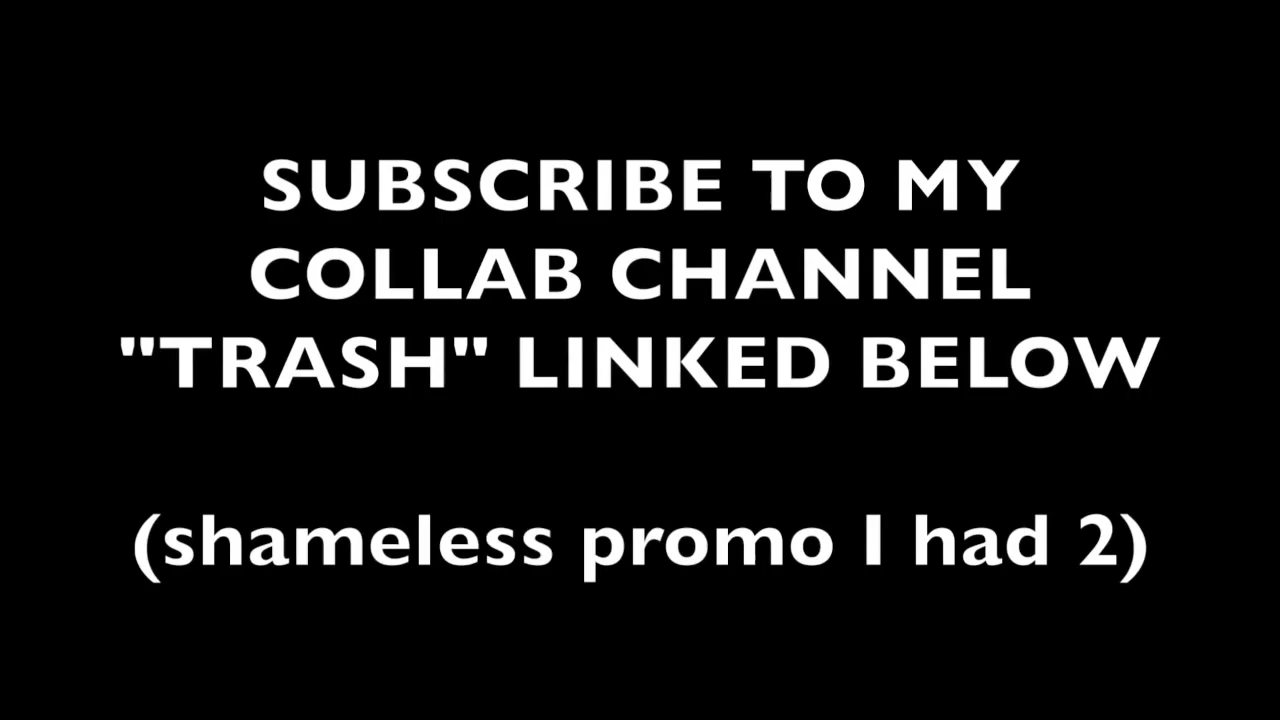 SUBSCRIBE TO MY
COLLAB CHANNEL
"TRASH" LINKED BELOW
(shameless promo I had 2)